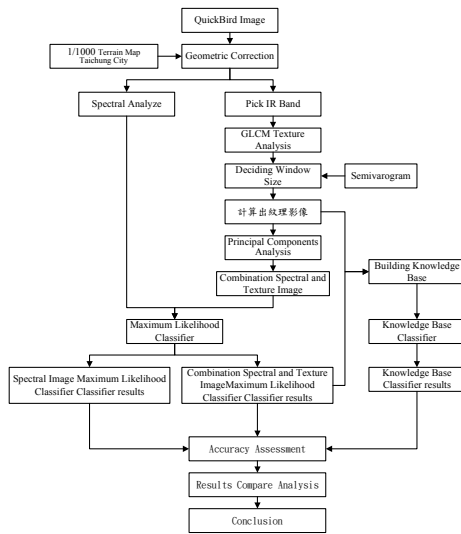 QuickBird Image
1/1000 Terrain Map
Taichung City
Geometric Correction
Spectral Analyze
Pick IR Band
GLCM Texture
Analysis
Deciding Window
Size
Semivarogram
計算出紋理影像
Principal Components
Analysis
Building Knowledge
Base
Combination Spectral and
Texture Image
Maximum Likelihood
Classifier
Knowledge Base
Classifier
Spectral Image Maximum Likelihood
Classifier Classifier results
Combination Spectral and Texture
ImageMaximum Likelihood
Classifier Classifier results
Knowledge Base
Classifier results
Accuracy Assessment
Results Compare Analysis
Conclusion